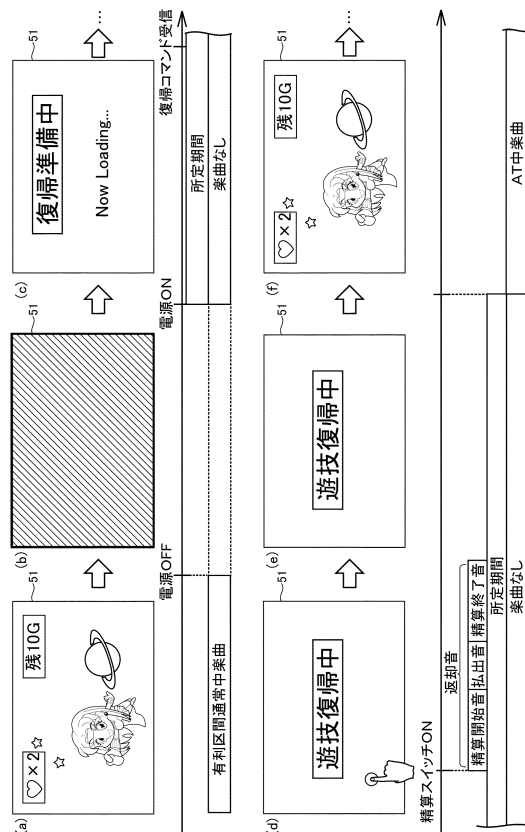 (a)
51
♡×2
残10G
(b)
51
(c)
51
復帰準備中
Now Loading...
…
電源OFF
電源ON
復帰コマンド受信
有利区間通常中楽曲
所定期間
楽曲なし
(d)
51
遊技復帰中
(e)
51
遊技復帰中
(f)
51
♡×2
残10G
…
精算スイッチON
返却音
精算開始音
払出音
精算終了音
所定期間
楽曲なし
AT中楽曲